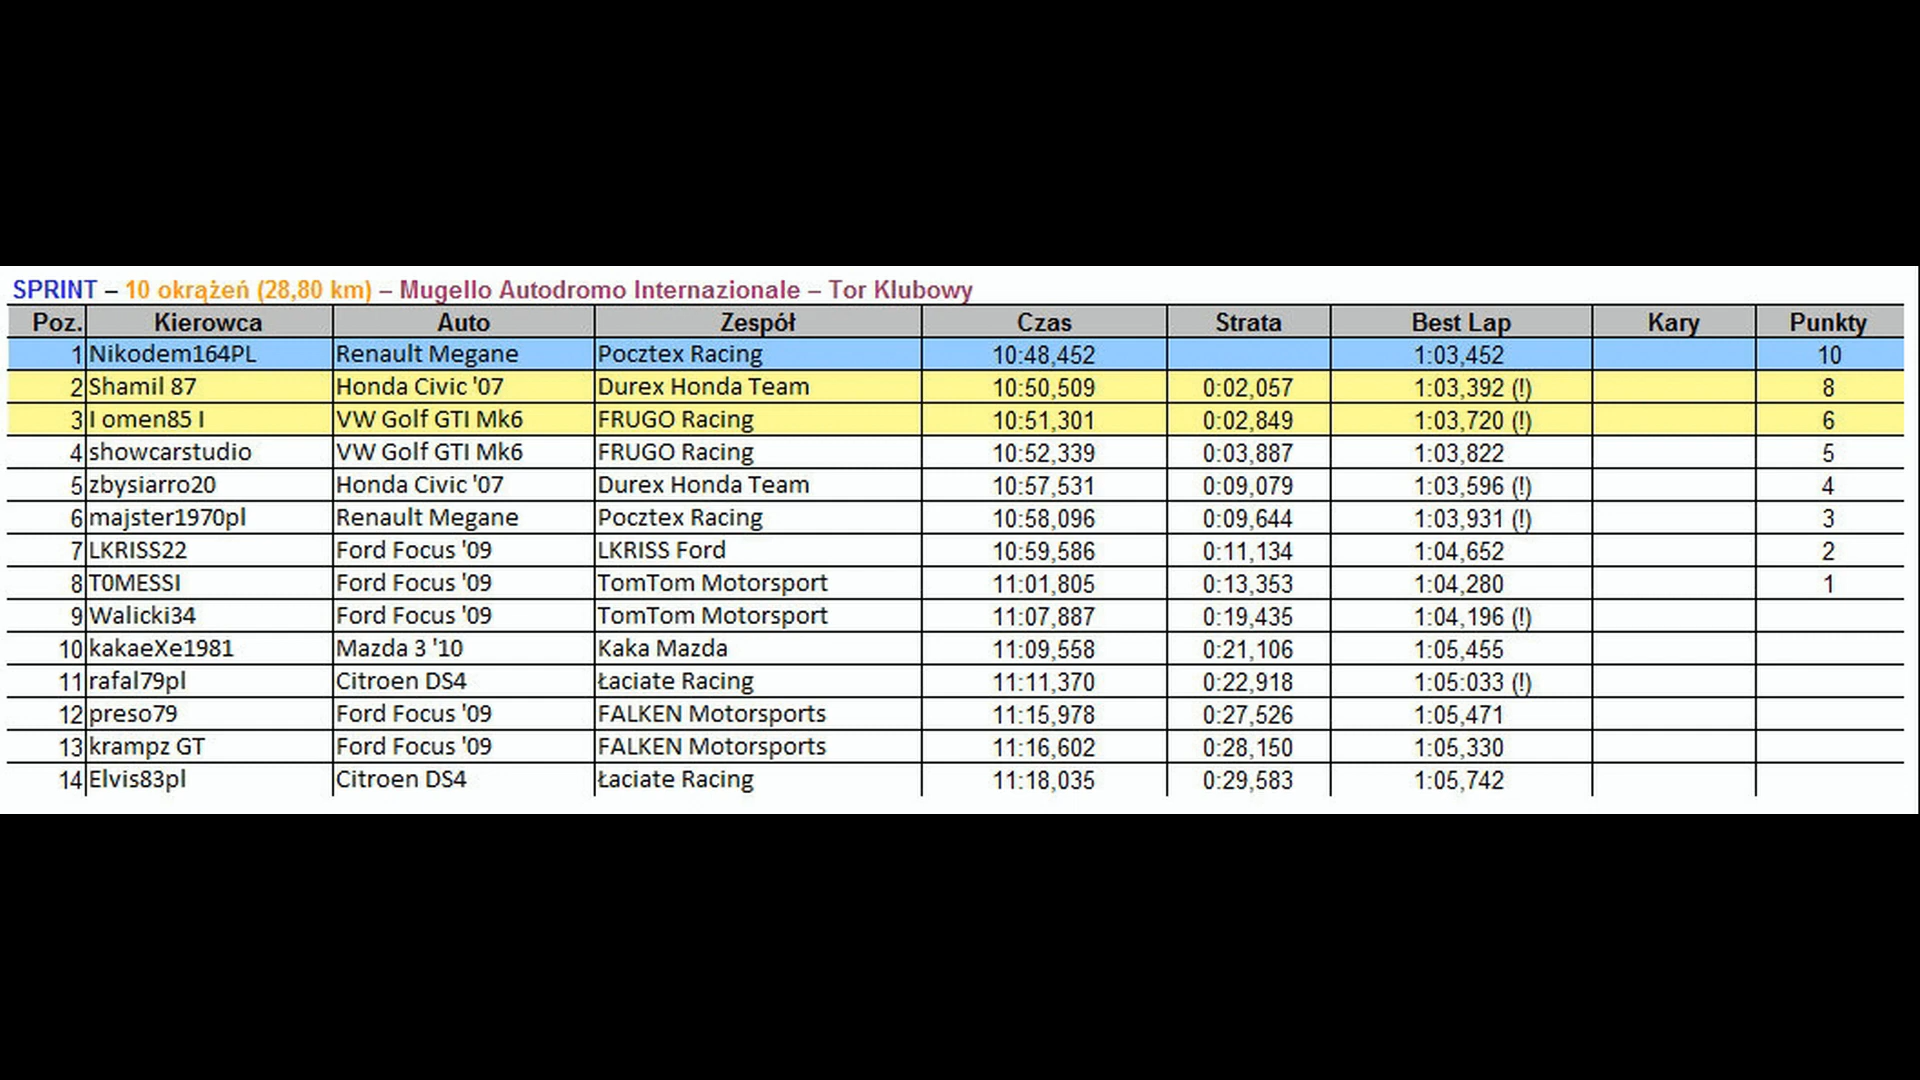 SPRINT – 10 okrążeń (28,80 km) – Mugello Autodromo Internazionale – Tor Klubowy
Poz. Kierowca Auto Zespół Czas Strata Best Lap Kary Punkty
1 Nikodem164PL Renault Megane Pocztex Racing 10:48,452 1:03,452 10
2 Shamil 87 Honda Civic '07 Durex Honda Team 10:50,509 0:02,057 1:03,392 (!) 8
3 I omen85 I VW Golf GTI Mk6 FRUGO Racing 10:51,301 0:02,849 1:03,720 (!) 6
4 showcarstudio VW Golf GTI Mk6 FRUGO Racing 10:52,339 0:03,887 1:03,822 5
5 zbysiarro20 Honda Civic '07 Durex Honda Team 10:57,531 0:09,079 1:03,596 (!) 4
6 majster1970pl Renault Megane Pocztex Racing 10:58,096 0:09,644 1:03,931 (!) 3
7 LKRISS22 Ford Focus '09 LKRISS Ford 10:59,586 0:11,134 1:04,652 2
8 T0MESSI Ford Focus '09 TomTom Motorsport 11:01,805 0:13,353 1:04,280 1
9 Walicki34 Ford Focus '09 TomTom Motorsport 11:07,887 0:19,435 1:04,196 (!)
10 kakaeXe1981 Mazda 3 '10 Kaka Mazda 11:09,558 0:21,106 1:05,455
11 rafal79pl Citroen DS4 Łaciate Racing 11:11,370 0:22,918 1:05:033 (!)
12 preso79 Ford Focus '09 FALKEN Motorsports 11:15,978 0:27,526 1:05,471
13 krampz GT Ford Focus '09 FALKEN Motorsports 11:16,602 0:28,150 1:05,330
14 Elvis83pl Citroen DS4 Łaciate Racing 11:18,035 0:29,583 1:05,742